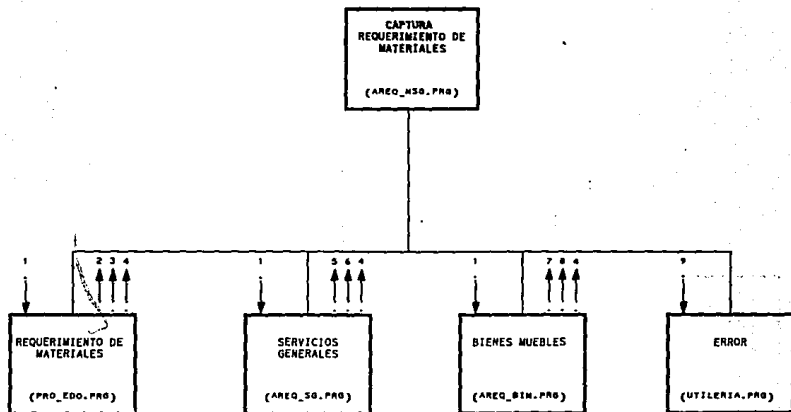 CAPTURA
REQUERIMIENTO DE
MATERIALES
(AREQ_MSG.PRG)
1 2 3 4 1 5 6 4 1 7 8 4 9
REQUERIMIENTO DE
MATERIALES
(PRO_EDO.PRG)
SERVICIOS
GENERALES
(AREQ_SG.PRG)
BIENES MUEBLES
(AREQ_BIM.PRG)
ERROR
(UTILERIA.PRG)